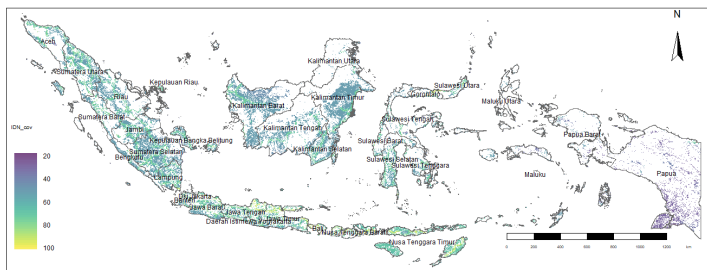 N
Aceh
Sumatera Utara
Kepulauan Riau
Riau
Sumatera Barat
Jambi
Kepulauan Bangka Belitung
Sumatera Selatan
Bengkulu
Lampung
Banten
Jawa Barat
Jawa Tengah
Jawa Timur
Bali
Nusa Tenggara Barat
Nusa Tenggara Timur
Kalimantan Utara
Kalimantan Barat
Kalimantan Timur
Kalimantan Tengah
Kalimantan Selatan
Gorontalo
Sulawesi Utara
Sulawesi Tengah
Sulawesi Barat
Sulawesi Selatan
Sulawesi Tenggara
Maluku Utara
Maluku
Papua Barat
Papua
IDN_cov
20
40
60
80
100
0 200 400 600 800 1000 1200 km